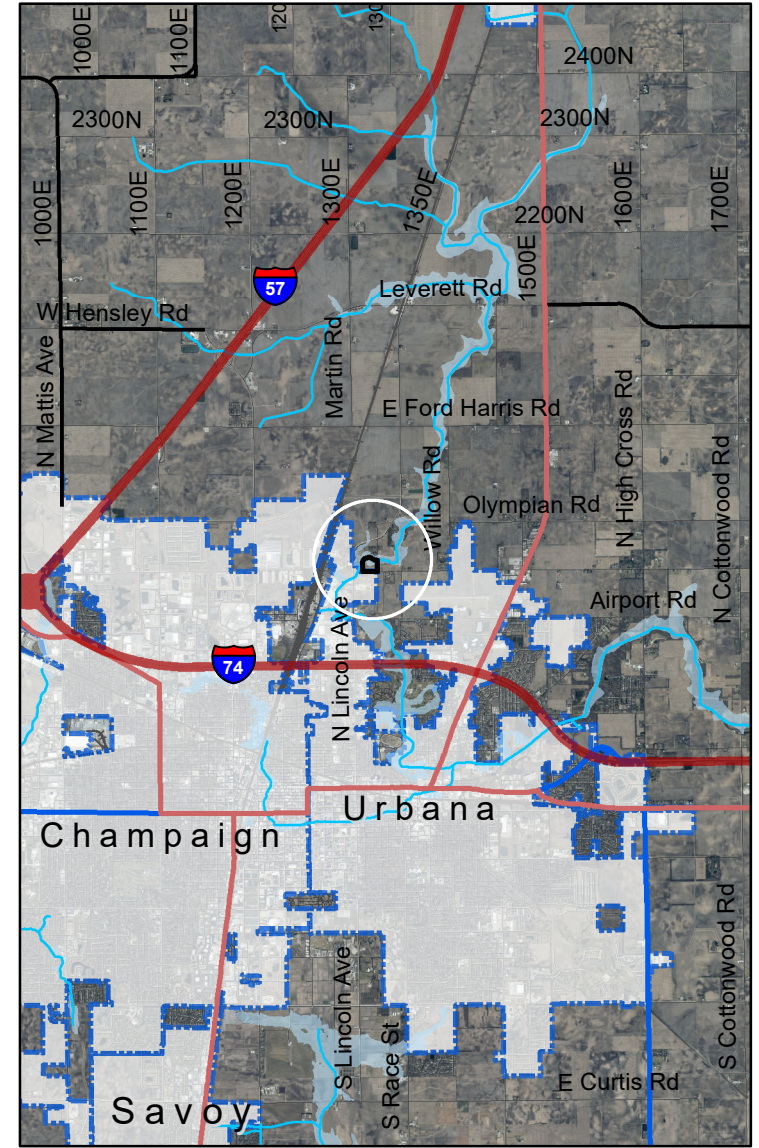 1000E
1100E
120
130
2400N
2300N
2300N
2300N
1000E
1100E
1200E
1300E
1350E
1600E
1700E
2200N
1500E
57
Leverett Rd
W Hensley Rd
N Mattis Ave
Martin Rd
E Ford Harris Rd
N High Cross Rd
Willow Rd
Olympian Rd
N Cottonwood Rd
Airport Rd
N Lincoln Ave
74
Urbana
Champaign
S Lincoln Ave
S Race St
S Cottonwood Rd
E Curtis Rd
Savoy